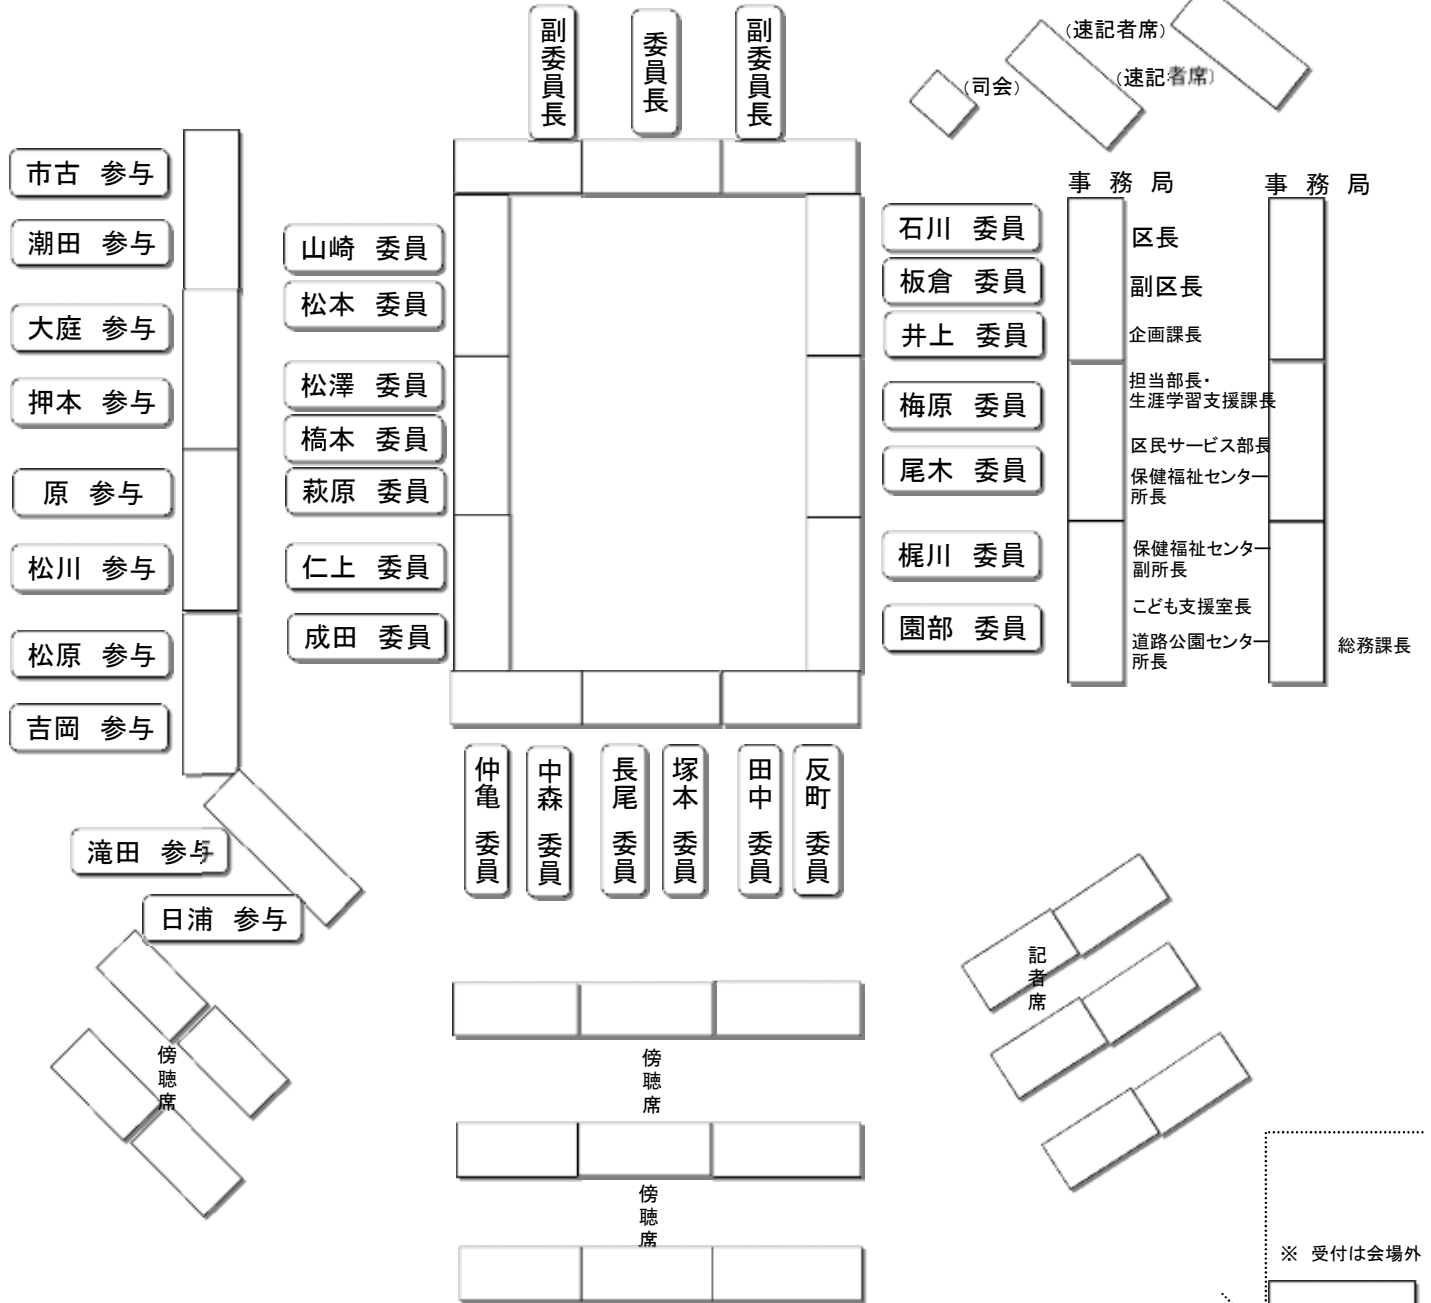 副委員長
委員長
副委員長
(速記者席)
(速記者席)
(司会)
市古 参与
潮田 参与
大庭 参与
押本 参与
原 参与
松川 参与
松原 参与
吉岡 参与
滝田 参与
日浦 参与
山崎 委員
松本 委員
松澤 委員
橋本 委員
萩原 委員
仁上 委員
成田 委員
石川 委員
板倉 委員
井上 委員
梅原 委員
尾木 委員
梶川 委員
園部 委員
事 務 局
事 務 局
区長
副区長
企画課長
担当部長・
生涯学習支援課長
区民サービス部長
保健福祉センター
所長
保健福祉センター
副所長
こども支援室長
道路公園センター
所長
総務課長
仲亀 委員
中森 委員
長尾 委員
塚本 委員
田中 委員
反町 委員
記者席
傍聴席
傍聴席
傍聴席
※ 受付は会場外